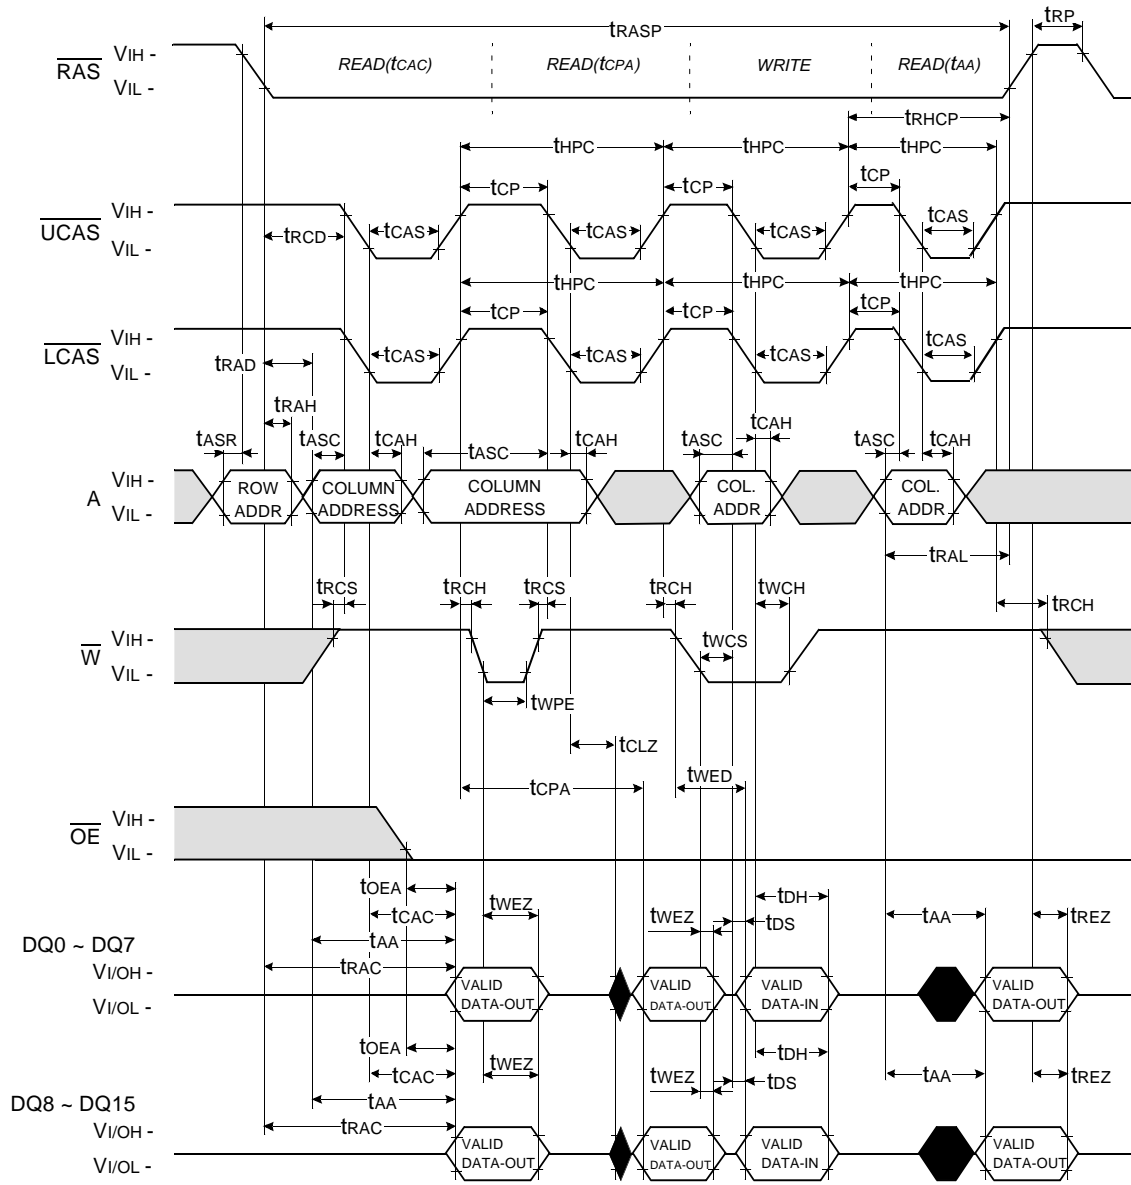 tRASP tRP
RAS VIH - VIL - READ(tCAC) READ(tCPA) WRITE READ(tAA)
tRHCP
tHPC tHPC tHPC
tCP tCP tCP
UCAS VIH - VIL - tRCD tCAS tCAS tCAS tCAS
tHPC tHPC tHPC
tCP tCP tCP
LCAS VIH - VIL - tCAS tCAS tCAS tCAS
tRAD
tRAH
tASR tASC tCAH tASC tCAH tASC tCAH tASC tCAH
A VIH - VIL - ROW ADDR COLUMN ADDRESS COLUMN ADDRESS COL. ADDR COL. ADDR
tRAL
tRCS tRCH tRCS tRCH tWCH tRCH
W VIH - VIL - tWCS
tWPE
tCLZ
tCPA tWED
OE VIH - VIL -
tOEA tWEZ tWEZ tDH
tCAC tDS tAA tREZ
tAA
DQ0 ~ DQ7
tRAC
VI/OH - VI/OL - VALID DATA-OUT VALID DATA-OUT VALID DATA-IN VALID DATA-OUT
tOEA tWEZ tWEZ tDH
tCAC tDS tAA tREZ
tAA
DQ8 ~ DQ15
tRAC
VI/OH - VI/OL - VALID DATA-OUT VALID DATA-OUT VALID DATA-IN VALID DATA-OUT